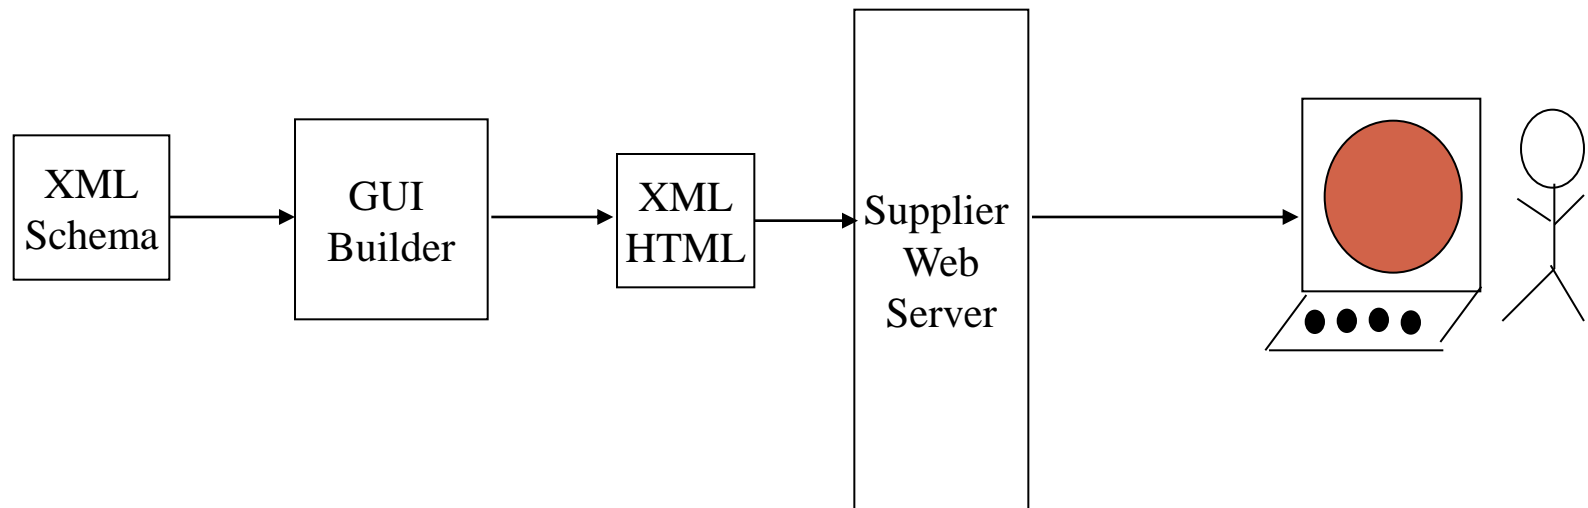 XML
Schema
GUI
Builder
XML
HTML
Supplier
Web
Server